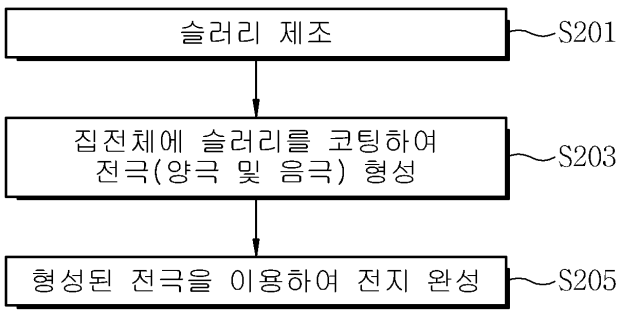 슬러리 제조
S201
집전체에 슬러리를 코팅하여
전극(양극 및 음극) 형성
S203
형성된 전극을 이용하여 전지 완성
S205